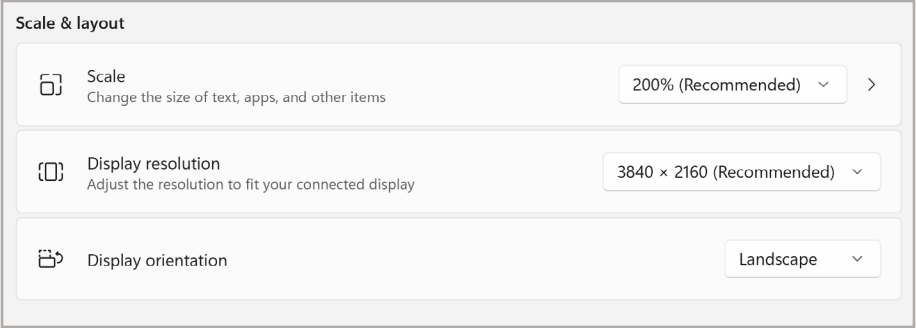 Scale & layout
Scale
Change the size of text, apps, and other items
200% (Recommended)
Display resolution
Adjust the resolution to fit your connected display
3840 × 2160 (Recommended)
Display orientation
Landscape